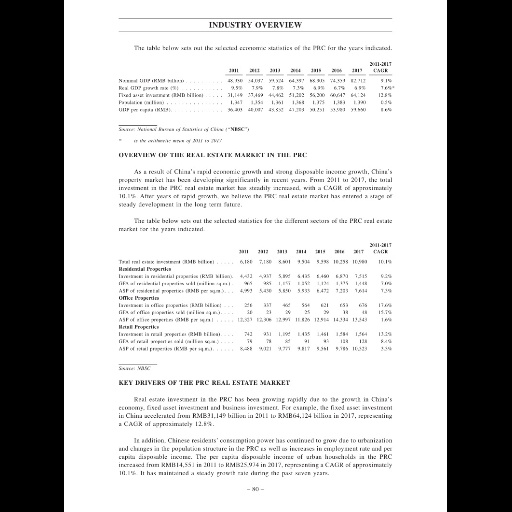 INDUSTRY OVERVIEW
The table below sets out the selected economic statistics of the PRC for the years indicated.
2011-2017
2011 2012 2013 2014 2015 2016 2017 CAGR
Nominal GDP (RMB billion) 48,930 54,037 59,524 64,397 68,905 74,359 82,712 9.1%
Real GDP growth rate (%) 9.5% 7.9% 7.8% 7.3% 6.9% 6.7% 6.9% 7.6%*
Fixed asset investment (RMB billion) 31,149 37,469 44,462 51,202 56,200 60,647 64,124 12.8%
Population (million) 1,347 1,354 1,361 1,368 1,375 1,383 1,390 0.5%
GDP per capita (RMB) 36,403 40,007 43,852 47,203 50,251 53,980 59,660 8.6%
Source: National Bureau of Statistics of China ("NBSC")
* is the arithmetic mean of 2011 to 2017
OVERVIEW OF THE REAL ESTATE MARKET IN THE PRC
As a result of China's rapid economic growth and strong disposable income growth, China's
property market has been developing significantly in recent years. From 2011 to 2017, the total
investment in the PRC real estate market has steadily increased, with a CAGR of approximately
10.1%. After years of rapid growth, we believe the PRC real estate market has entered a stage of
steady development in the long term future.
The table below sets out the selected statistics for the different sectors of the PRC real estate
market for the years indicated.
2011-2017
2011 2012 2013 2014 2015 2016 2017 CAGR
Total real estate investment (RMB billion) 6,180 7,180 8,601 9,504 9,598 10,258 10,980 10.1%
Residential Properties
Investment in residential properties (RMB billion) 4,432 4,937 5,895 6,435 6,460 6,870 7,515 9.2%
GFA of residential properties sold (million sq.m.) 965 985 1,157 1,052 1,124 1,375 1,448 7.0%
ASP of residential properties (RMB per sq.m.) 4,993 5,430 5,850 5,933 6,472 7,203 7,614 7.3%
Office Properties
Investment in office properties (RMB billion) 256 337 465 564 621 653 676 17.6%
GFA of office properties sold (million sq.m.) 20 23 29 25 29 38 48 15.7%
ASP of office properties (RMB per sq.m.) 12,327 12,306 12,997 11,826 12,914 14,334 13,543 1.6%
Retail Properties
Investment in retail properties (RMB billion) 742 931 1,195 1,435 1,461 1,584 1,564 13.2%
GFA of retail properties sold (million sq.m.) 79 78 85 91 93 108 128 8.4%
ASP of retail properties (RMB per sq.m.) 8,488 9,021 9,777 9,817 9,561 9,786 10,323 3.3%
Source: NBSC
KEY DRIVERS OF THE PRC REAL ESTATE MARKET
Real estate investment in the PRC has been growing rapidly due to the growth in China's
economy, fixed asset investment and business investment. For example, the fixed asset investment
in China accelerated from RMB31,149 billion in 2011 to RMB64,124 billion in 2017, representing
a CAGR of approximately 12.8%.
In addition, Chinese residents' consumption power has continued to grow due to urbanization
and changes in the population structure in the PRC as well as increases in employment rate and per
capita disposable income. The per capita disposable income of urban households in the PRC
increased from RMB14,551 in 2011 to RMB25,974 in 2017, representing a CAGR of approximately
10.1%. It has maintained a steady growth rate during the past seven years.
– 80 –